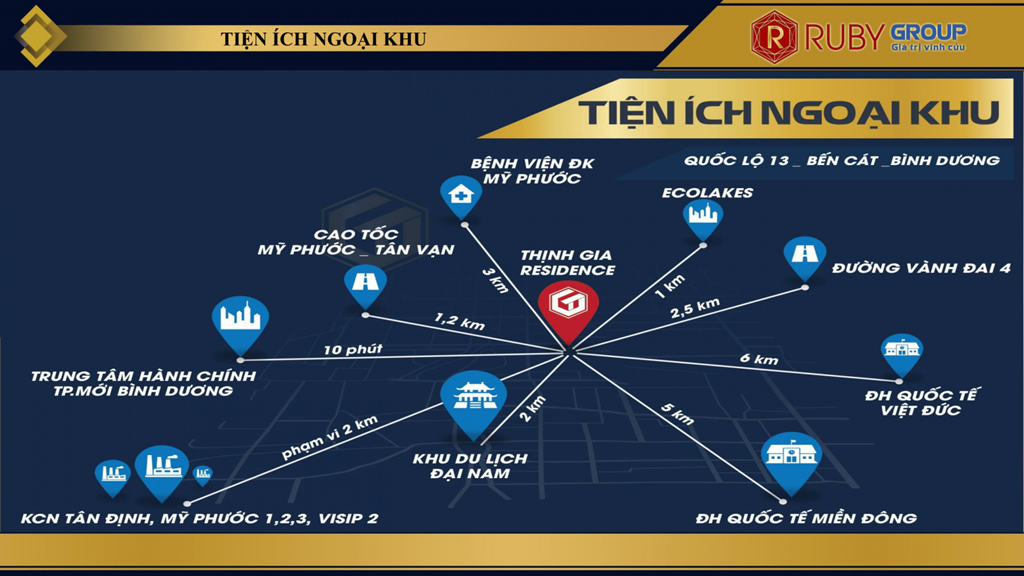 TIỆN ÍCH NGOẠI KHU
R RUBY GROUP
Giá trị vĩnh cửu
TIỆN ÍCH NGOẠI KHU
QUỐC LỘ 13 _ BẾN CÁT _BÌNH DƯƠNG
BỆNH VIỆN ĐK
MỸ PHƯỚC
ECOLAKES
CAO TỐC
MỸ PHƯỚC _ TÂN VẠN
THỊNH GIA
RESIDENCE
ĐƯỜNG VÀNH ĐAI 4
3 km
1 km
2,5 km
1,2 km
10 phút
6 km
TRUNG TÂM HÀNH CHÍNH
TP.MỚI BÌNH DƯƠNG
ĐH QUỐC TẾ
VIỆT ĐỨC
phạm vi 2 km
2 km
5 km
KHU DU LỊCH
ĐẠI NAM
KCN TÂN ĐỊNH, MỸ PHƯỚC 1,2,3, VISIP 2
ĐH QUỐC TẾ MIỀN ĐÔNG